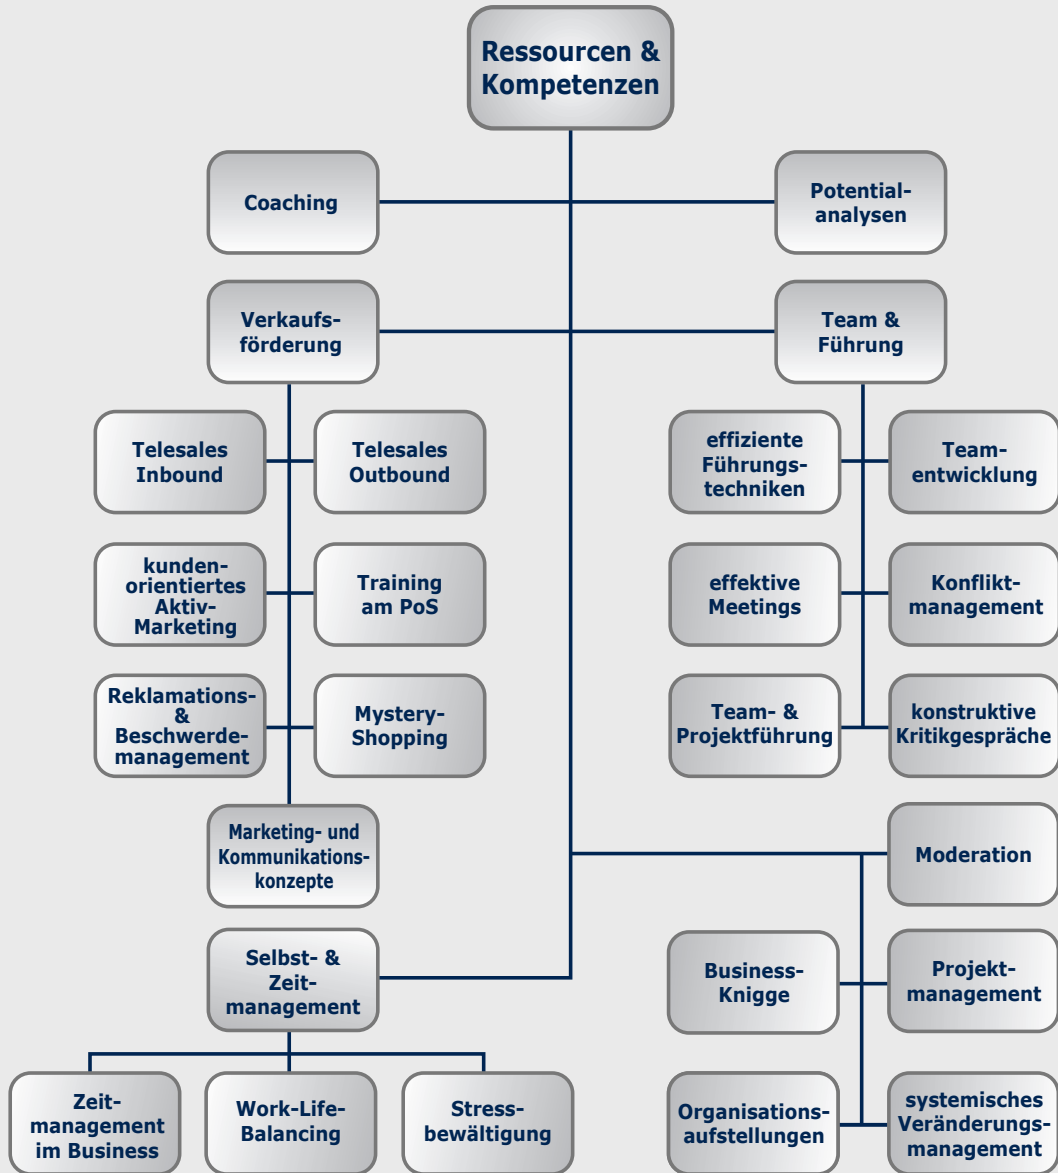 Ressourcen &
Kompetenzen
Coaching
Potential-
analysen
Verkaufs-
förderung
Team &
Führung
Telesales
Inbound
Telesales
Outbound
effiziente
Führungs-
techniken
Team-
entwicklung
kunden-
orientiertes
Aktiv-
Marketing
Training
am PoS
effektive
Meetings
Konflikt-
management
Reklamations-
&
Beschwerde-
management
Mystery-
Shopping
Team- &
Projektführung
konstruktive
Kritikgespräche
Marketing- und
Kommunikations-
konzepte
Moderation
Selbst- &
Zeit-
management
Business-
Knigge
Projekt-
management
Zeit-
management
im Business
Work-Life-
Balancing
Stress-
bewältigung
Organisations-
aufstellungen
systemisches
Veränderungs-
management